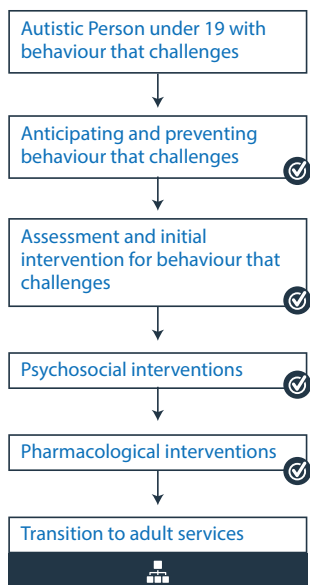 Autistic Person under 19 with
behaviour that challenges
Anticipating and preventing
behaviour that challenges
Assessment and initial
intervention for behaviour that
challenges
Psychosocial interventions
Pharmacological interventions
Transition to adult services